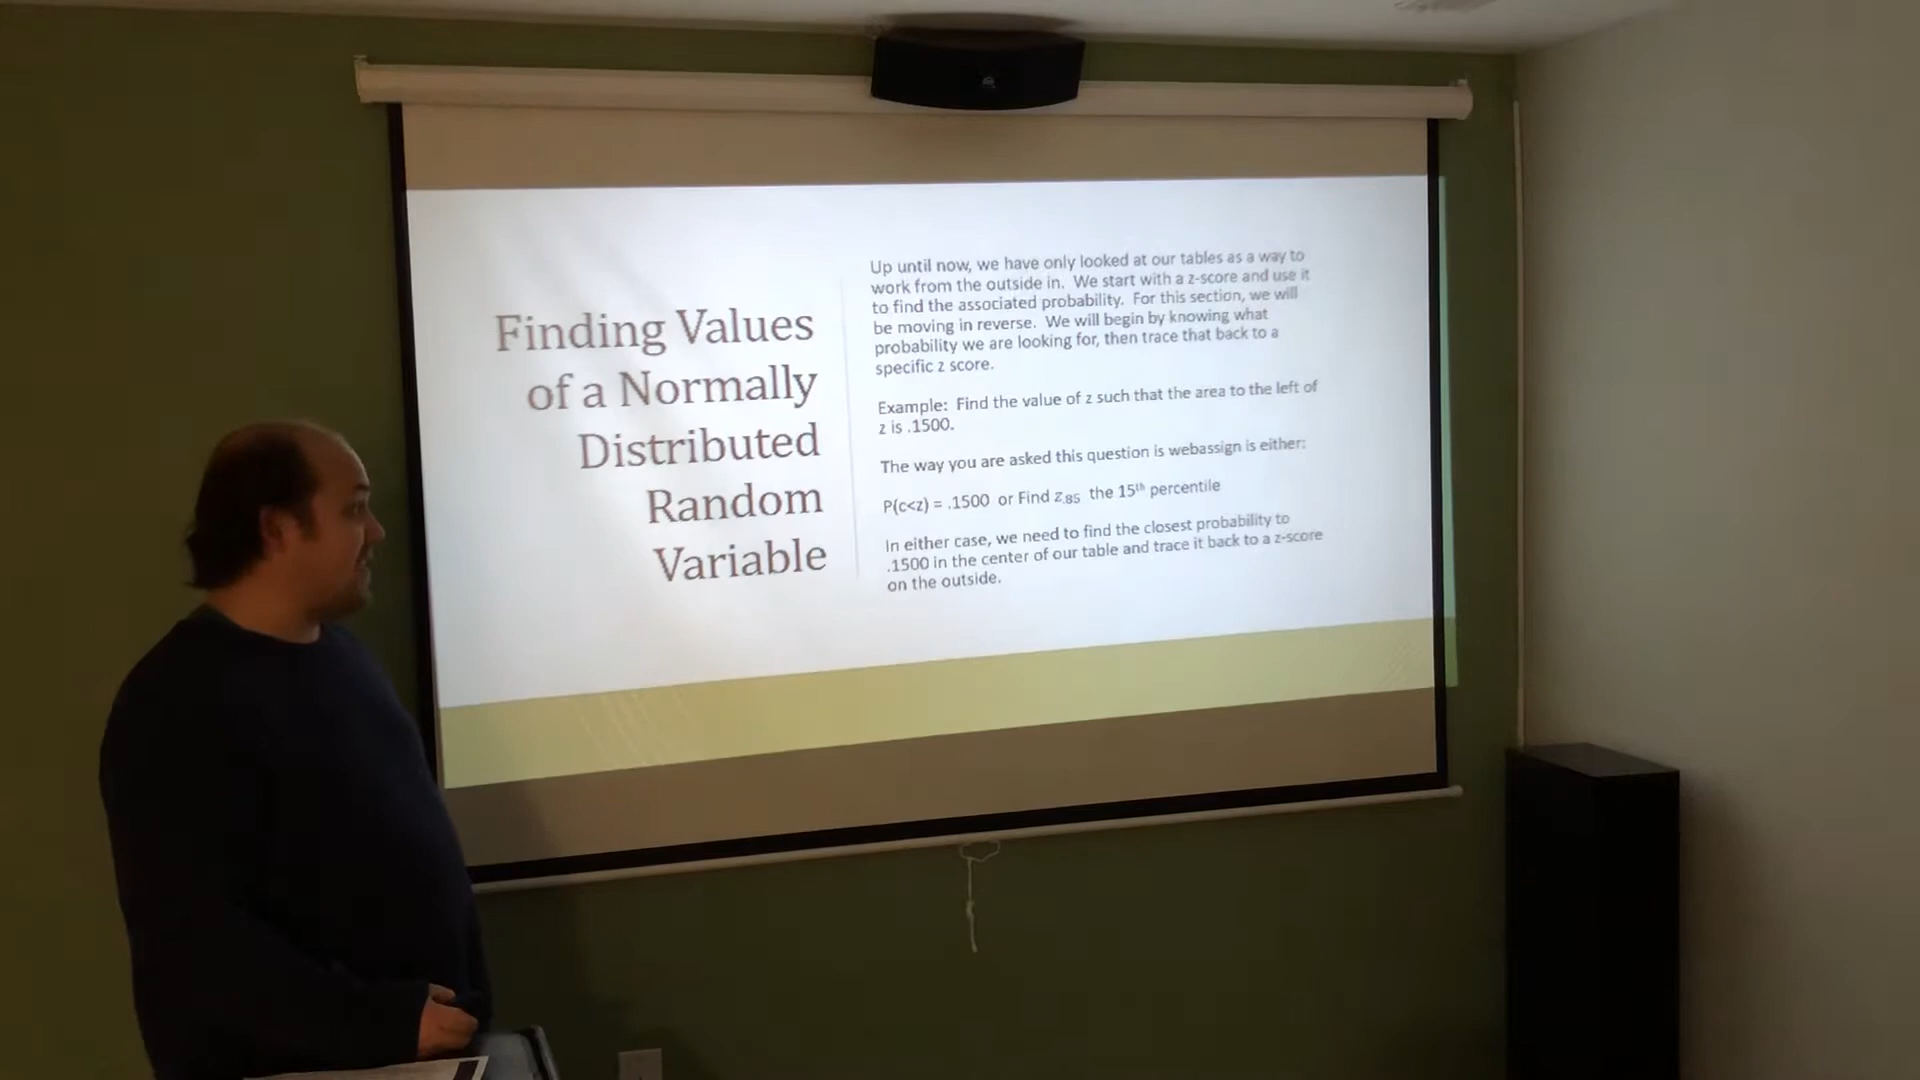 Finding Values
of a Normally
Distributed
Random
Variable
Up until now, we have only looked at our tables as a way to
work from the outside in. We start with a z-score and use it
to find the associated probability. For this section, we will
be moving in reverse. We will begin by knowing what
probability we are looking for, then trace that back to a
specific z score.
Example: Find the value of z such that the area to the left of
z is .1500.
The way you are asked this question is webassign is either:
P(c<z) = .1500 or Find z.85 the 15th percentile
In either case, we need to find the closest probability to
.1500 in the center of our table and trace it back to a z-score
on the outside.